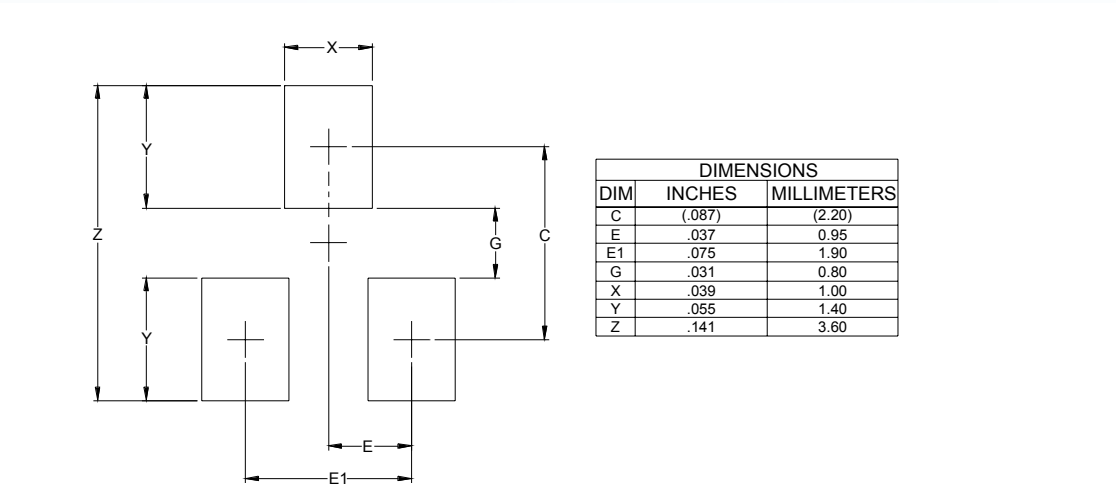 X
Y
Z
G
C
Y
E
E1
DIMENSIONS
DIM INCHES MILLIMETERS
C (.087) (2.20)
E .037 0.95
E1 .075 1.90
G .031 0.80
X .039 1.00
Y .055 1.40
Z .141 3.60